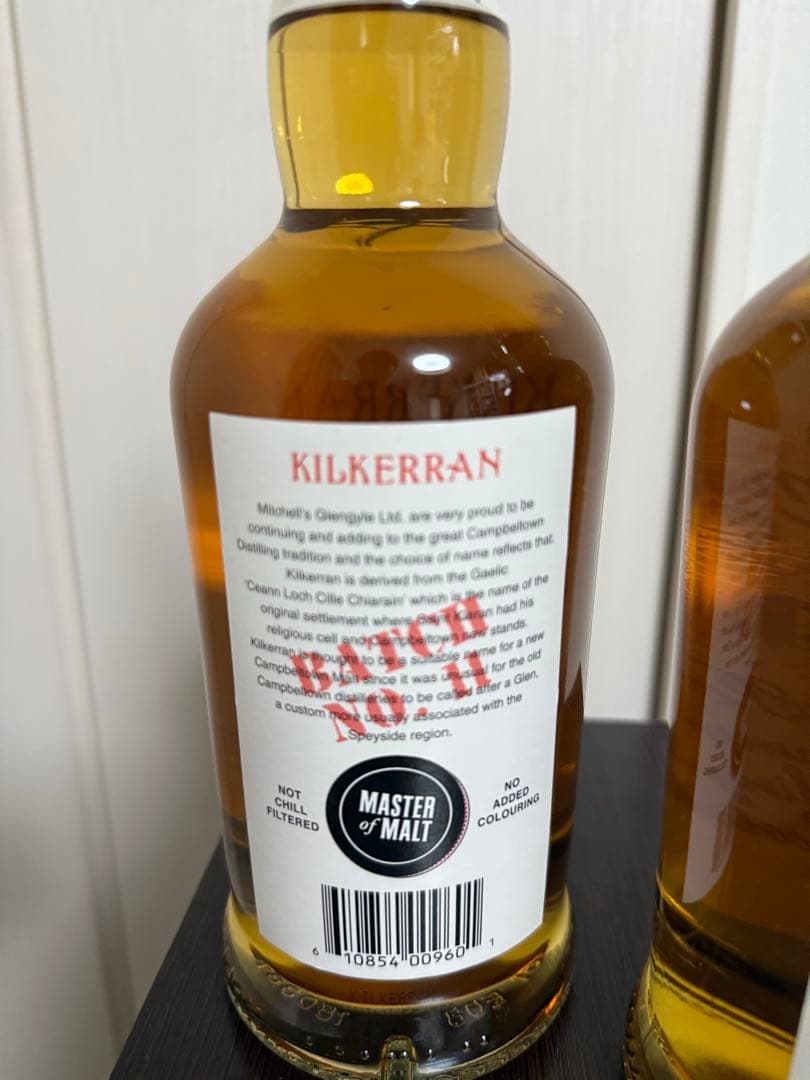 KILKERRAN
Mitchell's Glengyle Ltd. are very proud to be
continuing and adding to the great Campbeltown
Distilling tradition and the choice of name reflects that.
Kilkerran is derived from the Gaelic
'Ceann Loch Cille Chiarain' which is the name of the
original settlement where Saint Kiaran had his
religious cell and Campbeltown now stands.
Kilkerran is thought to be a suitable name for a new
Campbeltown Malt since it was unusual for the old
Campbeltown distilleries to be called after a Glen,
a custom more usually associated with the
Speyside region.
BATCH
NO. 11
NOT
CHILL
FILTERED
MASTER
of MALT
NO
ADDED
COLOURING
6 10854 00960 1